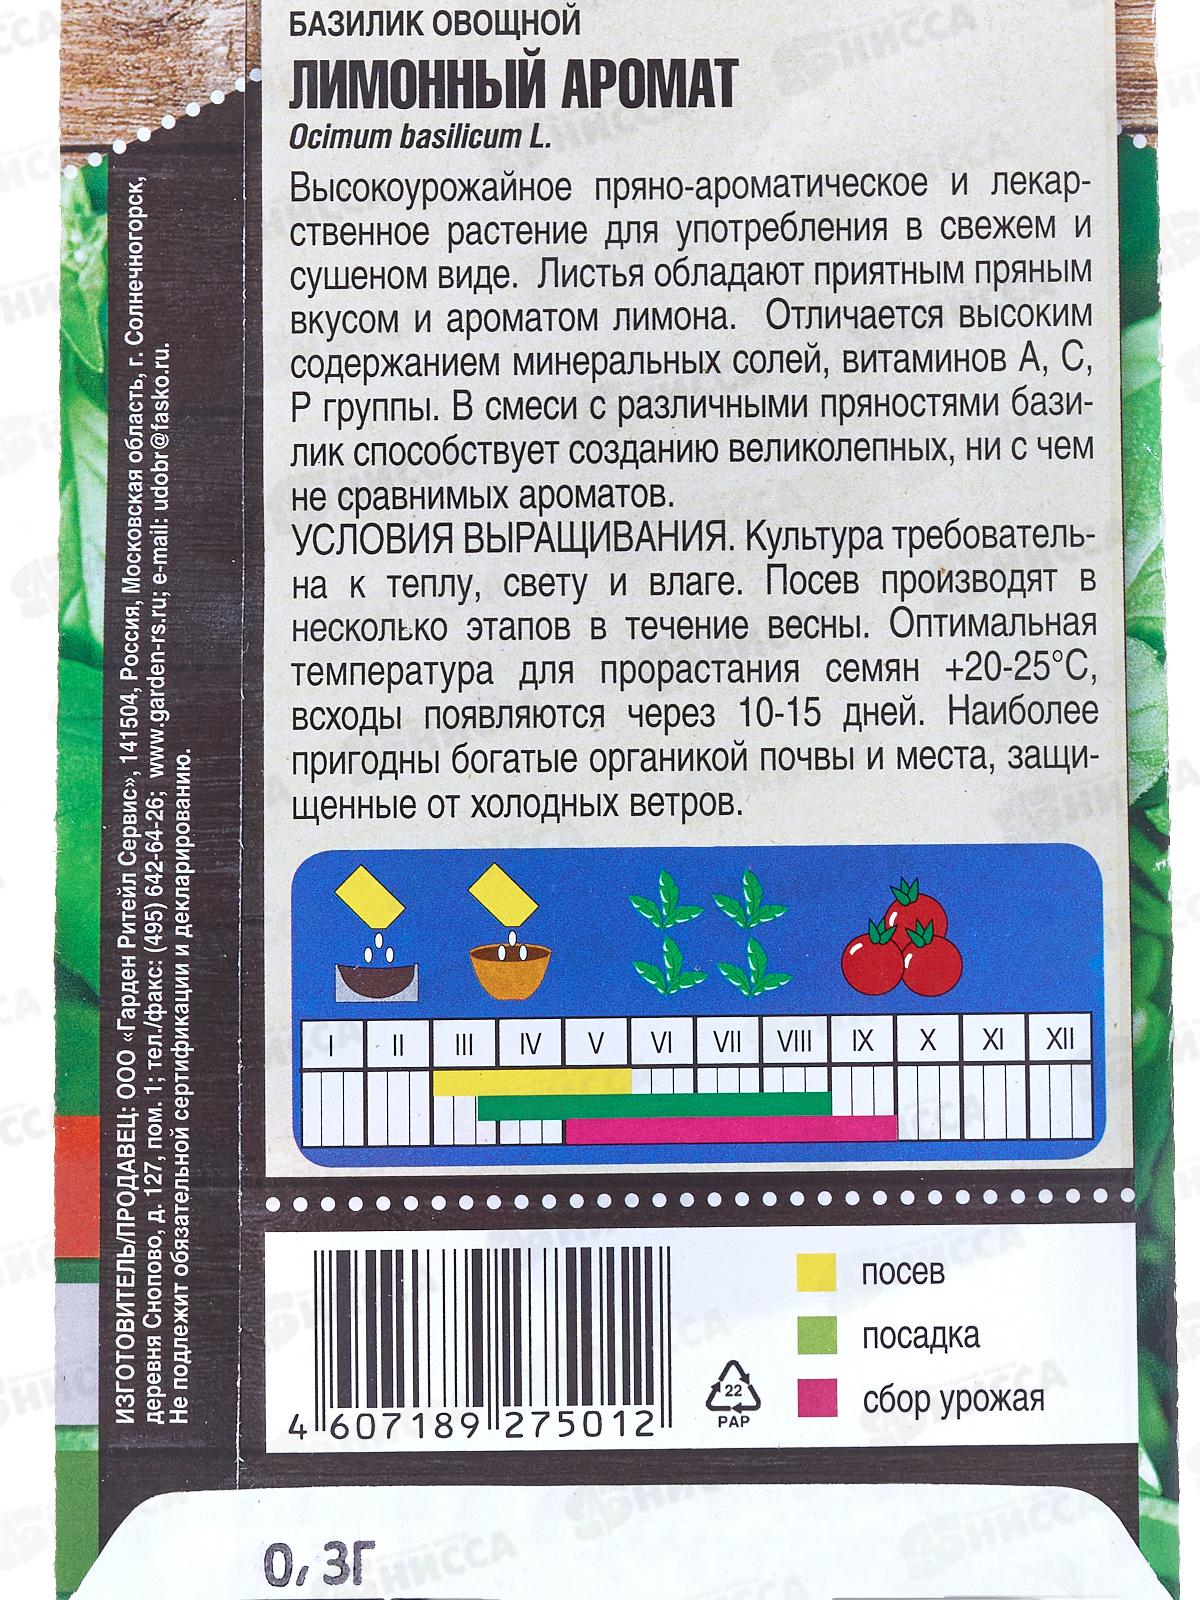 БАЗИЛИК ОВОЩНОЙ
ЛИМОННЫЙ АРОМАТ
Ocimum basilicum L.
Высокоурожайное пряно-ароматическое и лекар-
ственное растение для употребления в свежем и
сушеном виде. Листья обладают приятным пряным
вкусом и ароматом лимона. Отличается высоким
содержанием минеральных солей, витаминов А, С,
Р группы. В смеси с различными пряностями бази-
лик способствует созданию великолепных, ни с чем
не сравнимых ароматов.
УСЛОВИЯ ВЫРАЩИВАНИЯ. Культура требователь-
на к теплу, свету и влаге. Посев производят в
несколько этапов в течение весны. Оптимальная
температура для прорастания семян +20-25°С,
всходы появляются через 10-15 дней. Наиболее
пригодны богатые органикой почвы и места, защи-
щенные от холодных ветров.
I II III IV V VI VII VIII IX X XI XII
посев
посадка
сбор урожая
22
PAP
4 607189 275012
0,3Г
ИЗГОТОВИТЕЛЬ/ПРОДАВЕЦ: ООО «Гарден Ритейл Сервис», 141504, Россия, Московская область, г. Солнечногорск,
деревня Снопово, д. 127, пом. 1; тел./факс: (495) 642-64-26; www.garden-rs.ru; e-mail: udobr@fasko.ru.
Не подлежит обязательной сертификации и декларированию.
НИССА